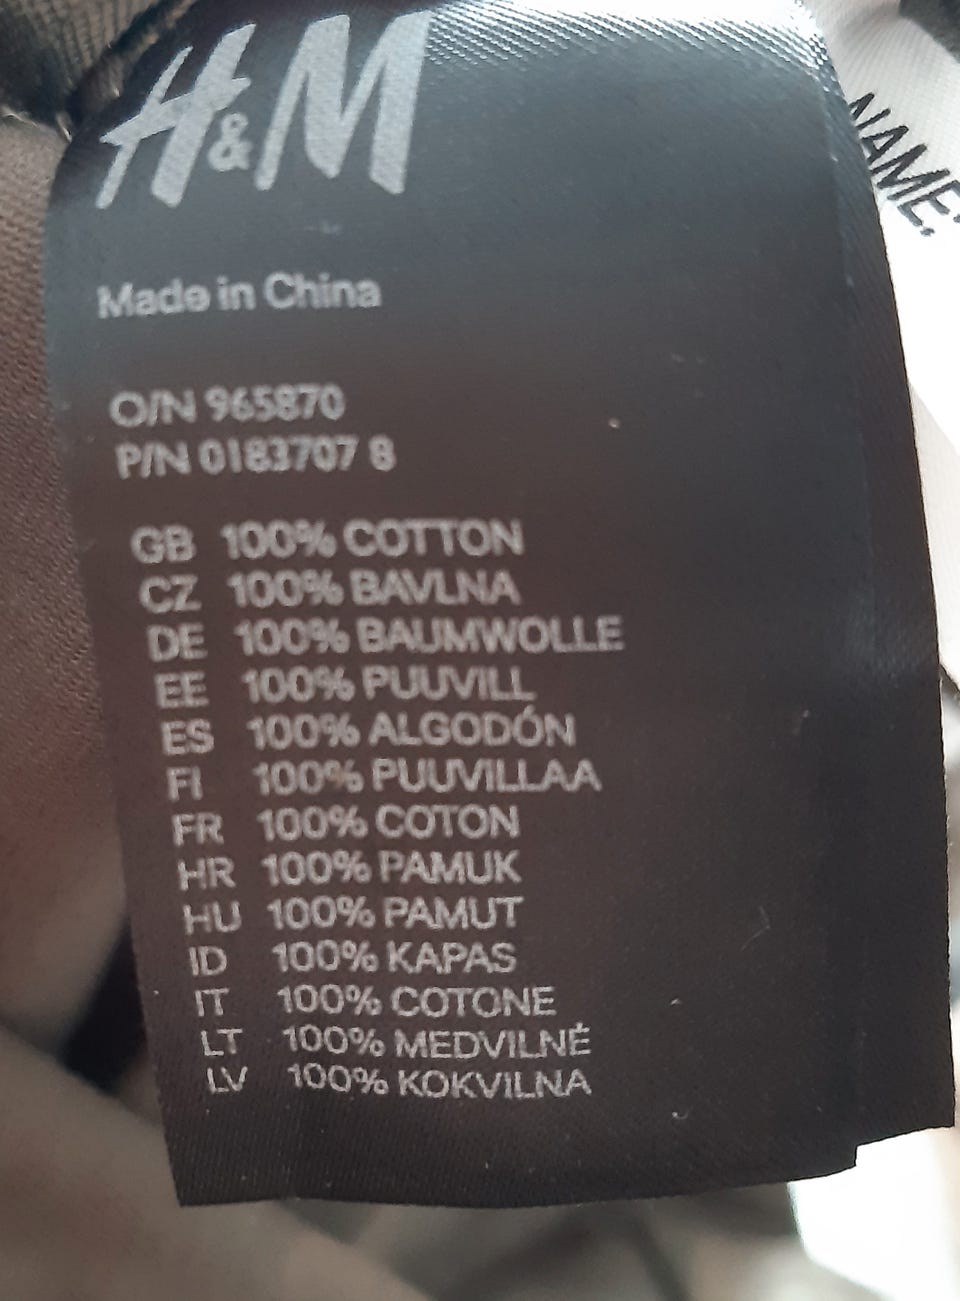 H&M
NAME:
Made in China
O/N 965870
P/N 0183707 8
GB 100% COTTON
CZ 100% BAVLNA
DE 100% BAUMWOLLE
EE 100% PUUVILL
ES 100% ALGODÓN
FI 100% PUUVILLAA
FR 100% COTON
HR 100% PAMUK
HU 100% PAMUT
ID 100% KAPAS
IT 100% COTONE
LT 100% MEDVILNĖ
LV 100% KOKVILNA